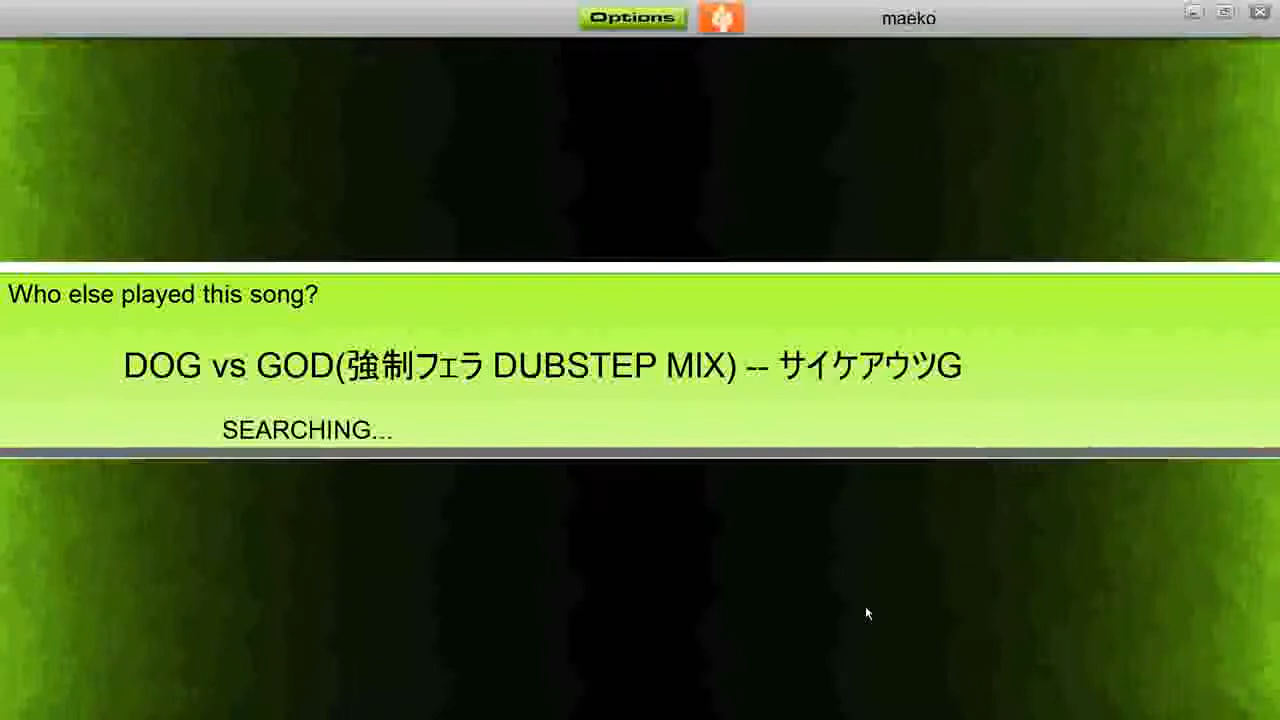 Options
maeko
Who else played this song?
DOG vs GOD(強制フェラ DUBSTEP MIX) -- サイケアウツG
SEARCHING...